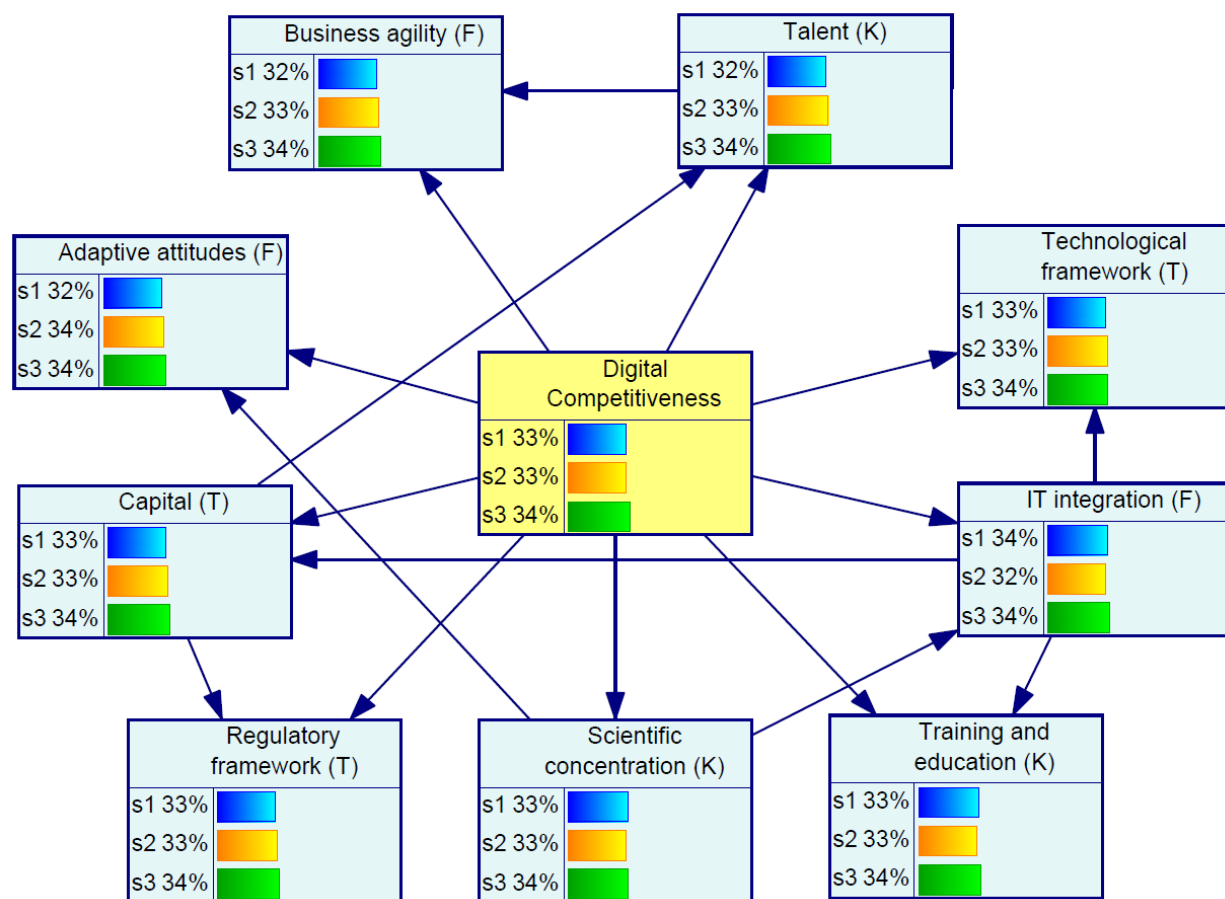 Business agility (F)
s1 32%
s2 33%
s3 34%
Talent (K)
s1 32%
s2 33%
s3 34%
Adaptive attitudes (F)
s1 32%
s2 34%
s3 34%
Technological
framework (T)
s1 33%
s2 33%
s3 34%
Digital
Competitiveness
s1 33%
s2 33%
s3 34%
Capital (T)
s1 33%
s2 33%
s3 34%
IT integration (F)
s1 34%
s2 32%
s3 34%
Regulatory
framework (T)
s1 33%
s2 33%
s3 34%
Scientific
concentration (K)
s1 33%
s2 33%
s3 34%
Training and
education (K)
s1 33%
s2 33%
s3 34%